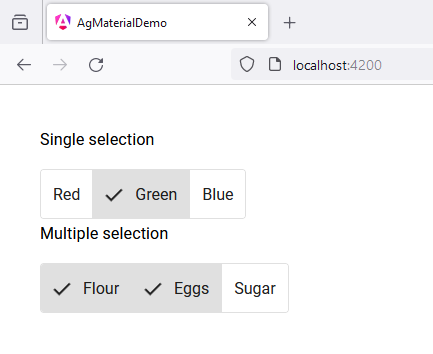 AgMaterialDemo
localhost:4200
Single selection
Red Green Blue
Multiple selection
Flour Eggs Sugar